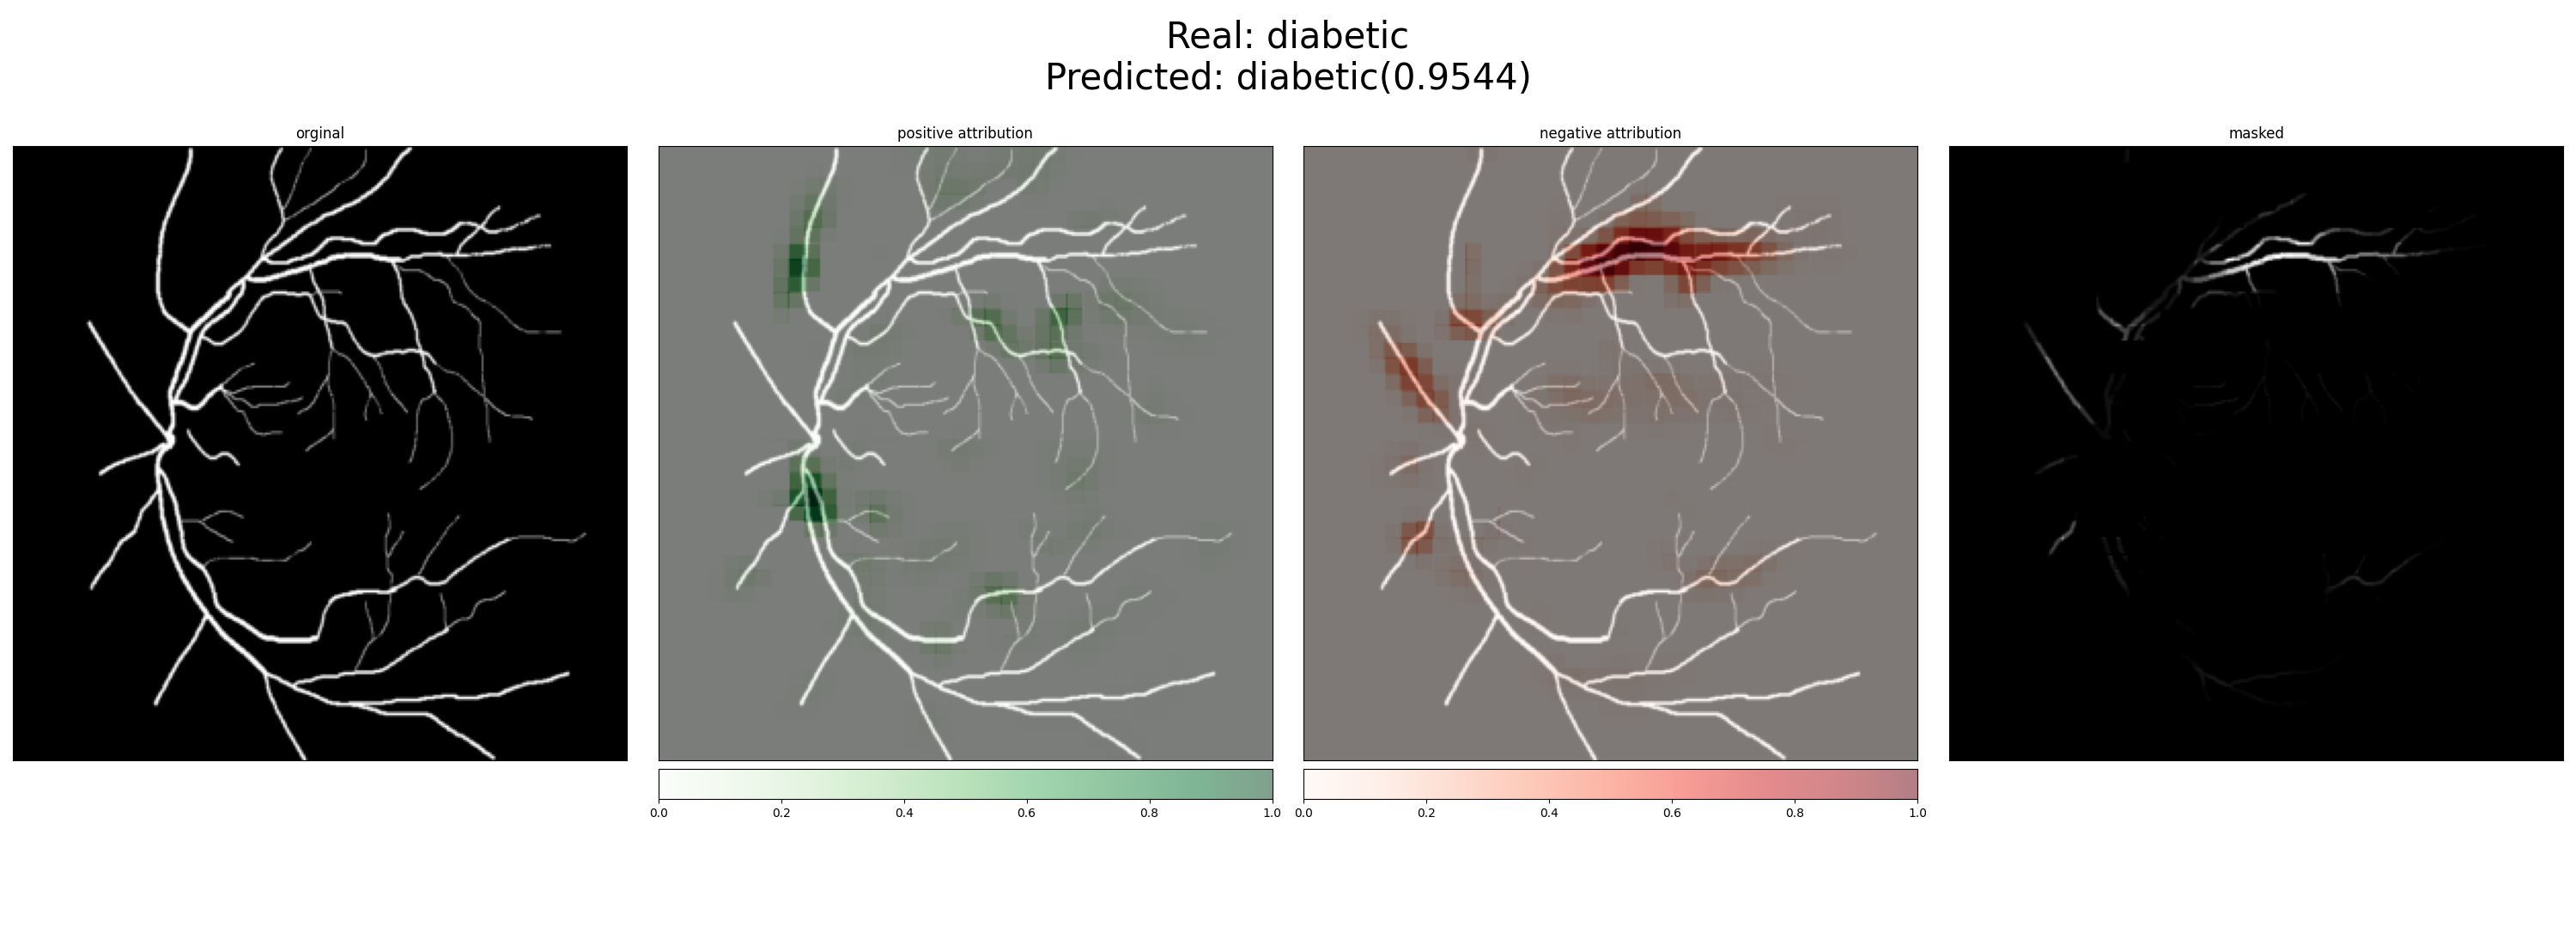 Real: diabetic
Predicted: diabetic(0.9544)
orginal
positive attribution
negative attribution
masked
0.0 0.2 0.4 0.6 0.8 1.0
0.0 0.2 0.4 0.6 0.8 1.0